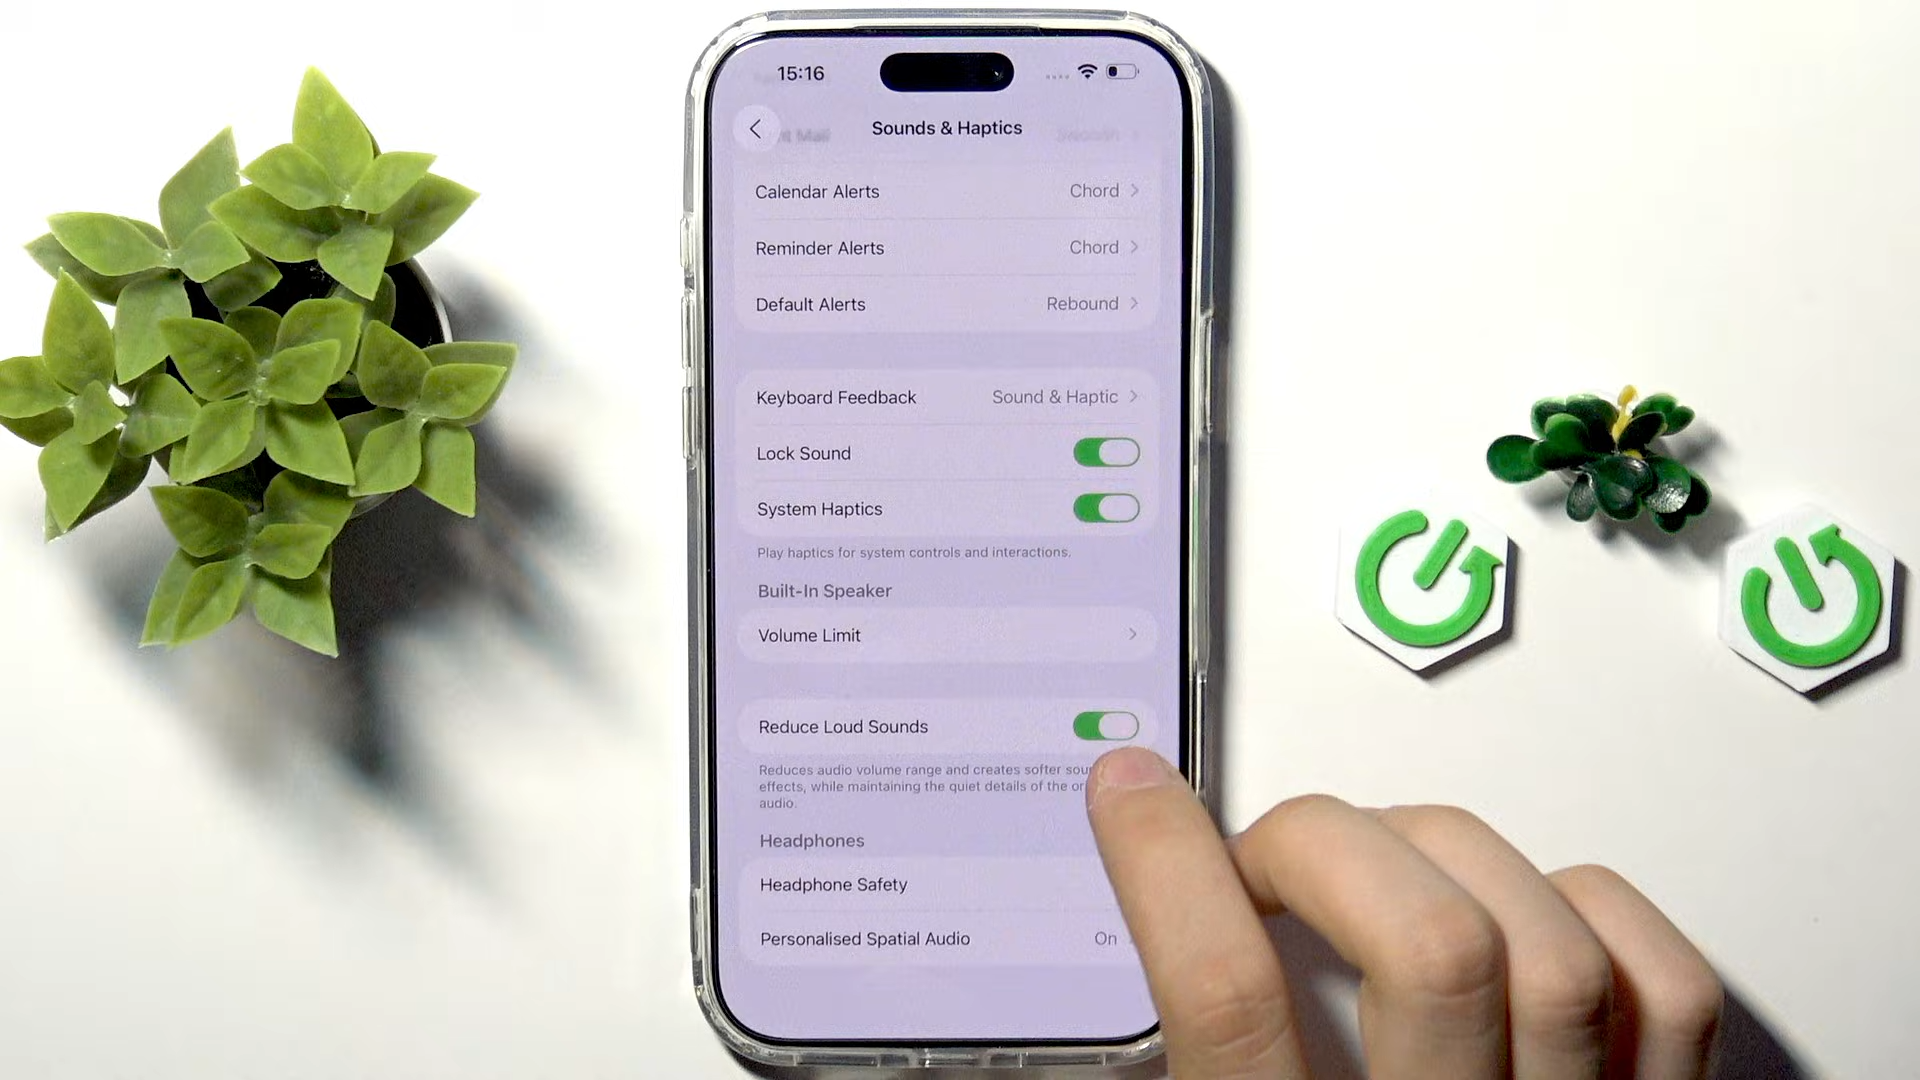 15:16
Sounds & Haptics
Calendar Alerts Chord
Reminder Alerts Chord
Default Alerts Rebound
Keyboard Feedback Sound & Haptic
Lock Sound
System Haptics
Play haptics for system controls and interactions.
Built-In Speaker
Volume Limit
Reduce Loud Sounds
Reduces audio volume range and creates softer
effects, while maintaining the quiet details of the
audio.
Headphones
Headphone Safety
Personalised Spatial Audio On